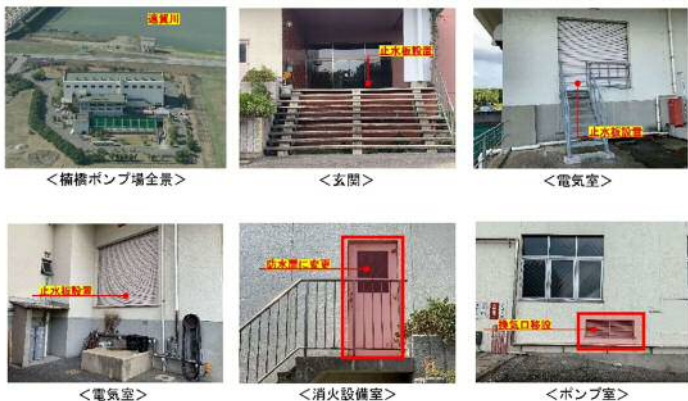 遠賀川
止水板設置
止水板設置
＜楠橋ポンプ場全景＞
＜玄関＞
＜電気室＞
止水板設置
防水扉に変更
換気口移設
＜電気室＞
＜消火設備室＞
＜ポンプ室＞